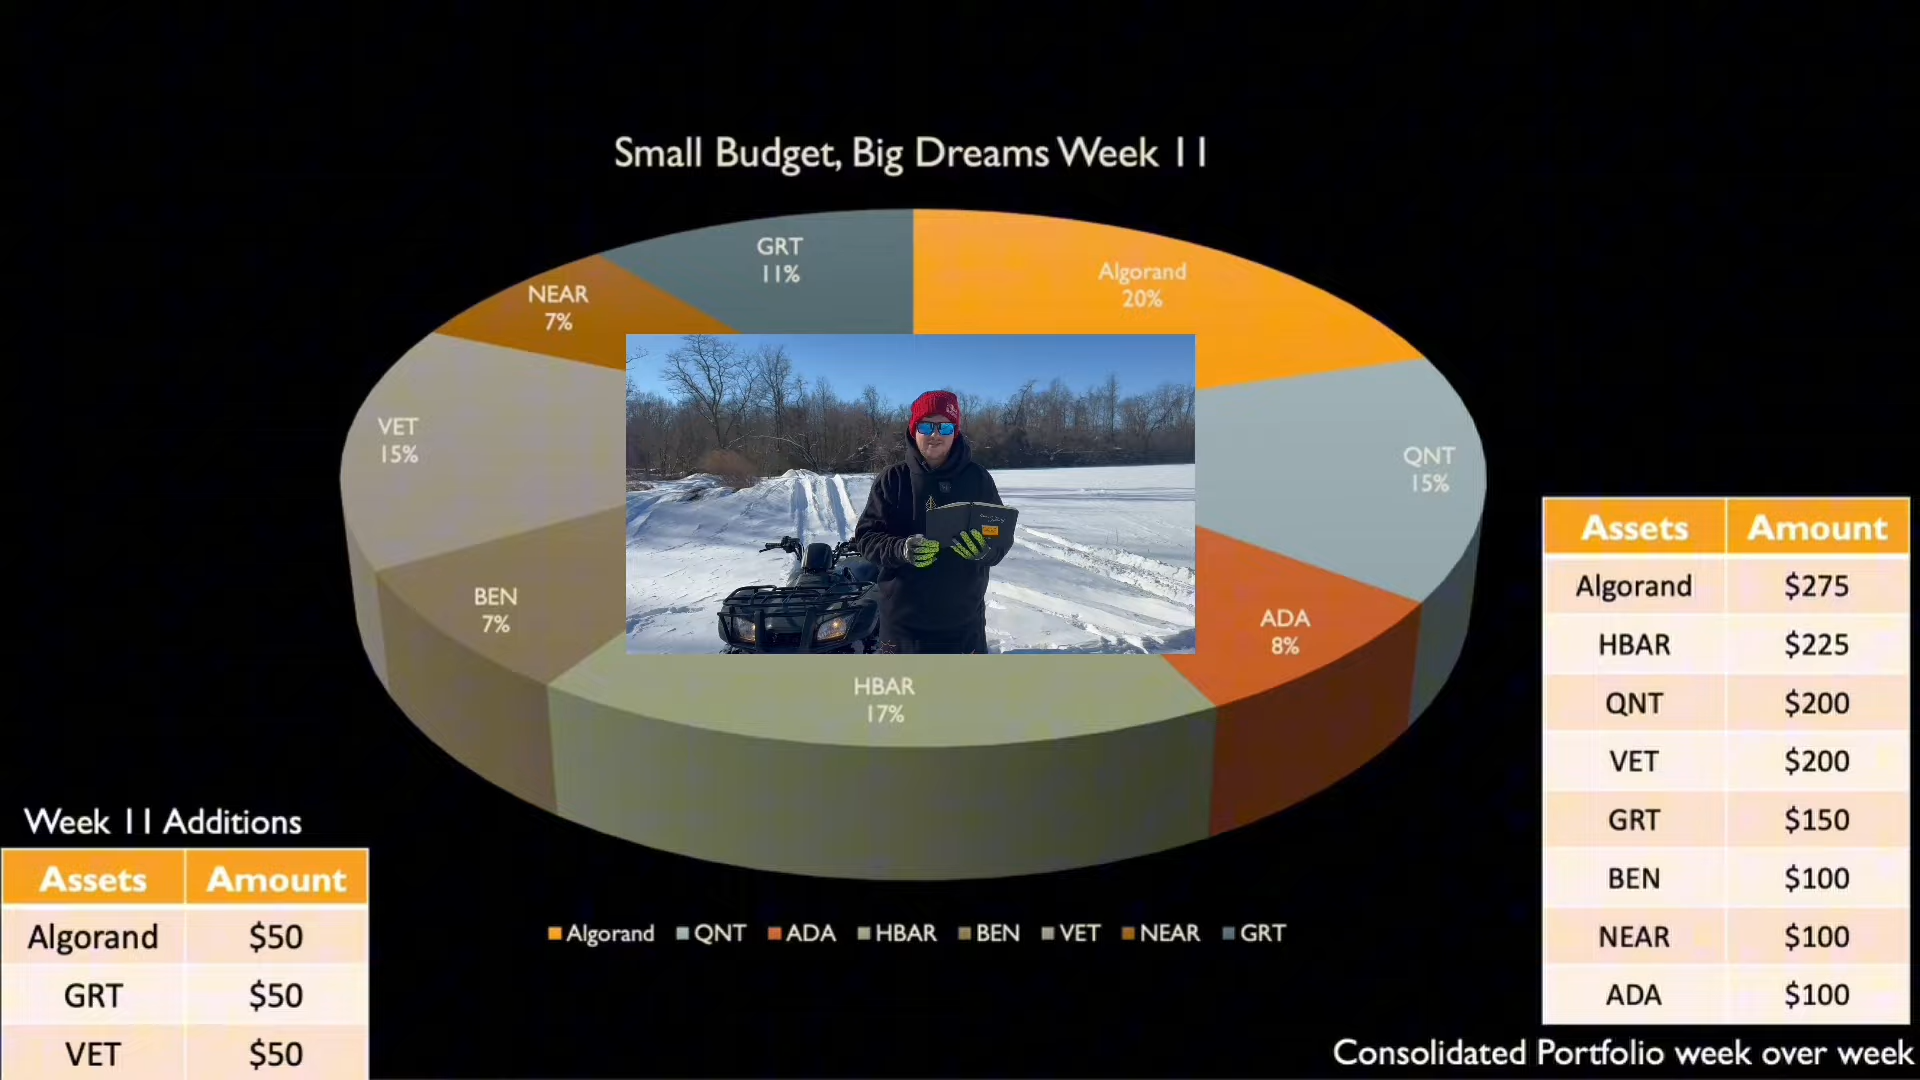 Small Budget, Big Dreams Week 11
GRT
11%
Algorand
20%
NEAR
7%
VET
15%
QNT
15%
BEN
7%
ADA
8%
HBAR
17%
Algorand QNT ADA HBAR BEN VET NEAR GRT
Week 11 Additions
Assets Amount
Algorand $50
GRT $50
VET $50
Assets Amount
Algorand $275
HBAR $225
QNT $200
VET $200
GRT $150
BEN $100
NEAR $100
ADA $100
Consolidated Portfolio week over week